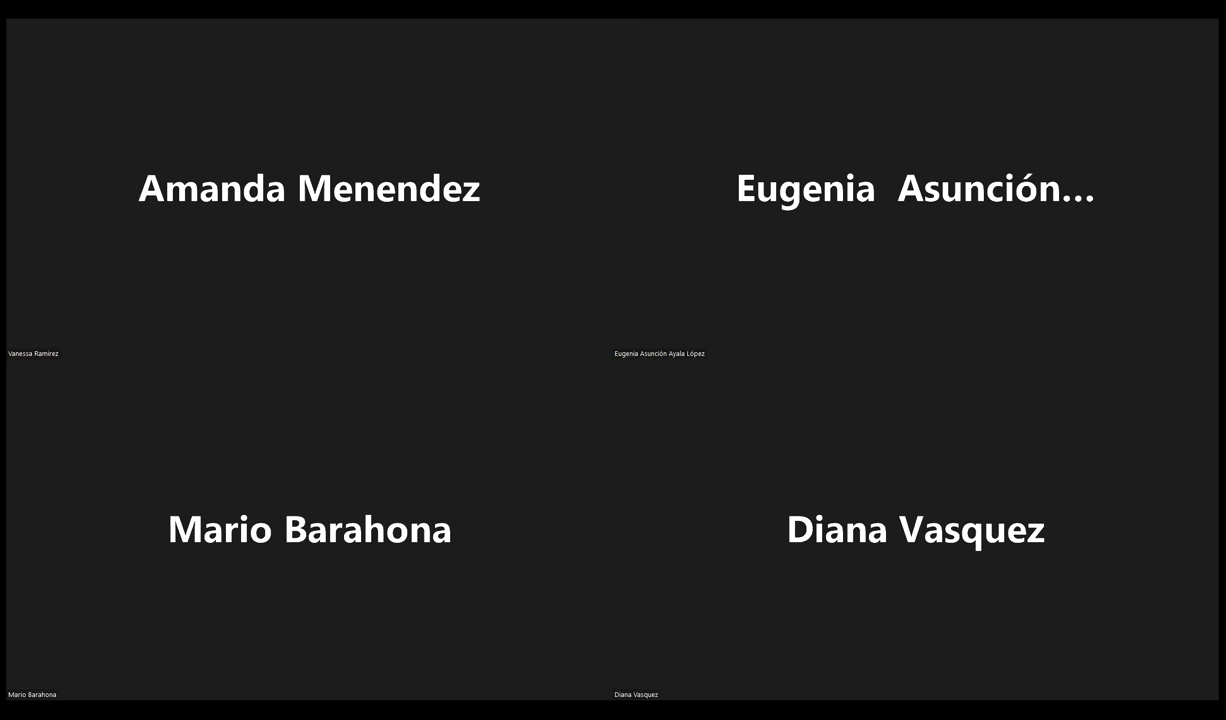 Amanda Menendez
Eugenia  Asunción...
Vanessa Ramirez
Eugenia Asunción Ayala López
Mario Barahona
Diana Vasquez
Mario Barahona
Diana Vasquez